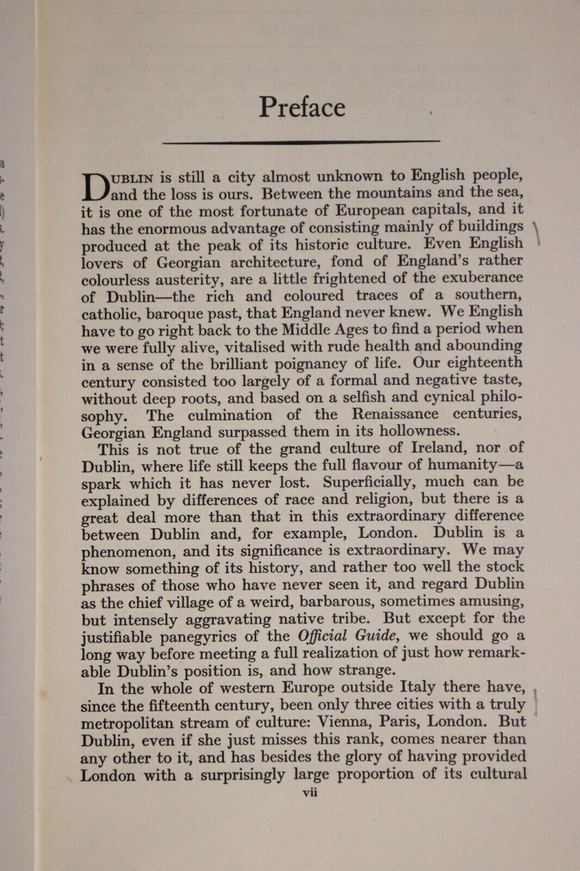 Preface
DUBLIN is still a city almost unknown to English people,
and the loss is ours. Between the mountains and the sea,
it is one of the most fortunate of European capitals, and it
has the enormous advantage of consisting mainly of buildings
produced at the peak of its historic culture. Even English
lovers of Georgian architecture, fond of England's rather
colourless austerity, are a little frightened of the exuberance
of Dublin—the rich and coloured traces of a southern,
catholic, baroque past, that England never knew. We English
have to go right back to the Middle Ages to find a period when
we were fully alive, vitalised with rude health and abounding
in a sense of the brilliant poignancy of life. Our eighteenth
century consisted too largely of a formal and negative taste,
without deep roots, and based on a selfish and cynical philo-
sophy. The culmination of the Renaissance centuries,
Georgian England surpassed them in its hollowness.
This is not true of the grand culture of Ireland, nor of
Dublin, where life still keeps the full flavour of humanity—a
spark which it has never lost. Superficially, much can be
explained by differences of race and religion, but there is a
great deal more than that in this extraordinary difference
between Dublin and, for example, London. Dublin is a
phenomenon, and its significance is extraordinary. We may
know something of its history, and rather too well the stock
phrases of those who have never seen it, and regard Dublin
as the chief village of a weird, barbarous, sometimes amusing,
but intensely aggravating native tribe. But except for the
justifiable panegyrics of the Official Guide, we should go a
long way before meeting a full realization of just how remark-
able Dublin's position is, and how strange.
In the whole of western Europe outside Italy there have,
since the fifteenth century, been only three cities with a truly
metropolitan stream of culture: Vienna, Paris, London. But
Dublin, even if she just misses this rank, comes nearer than
any other to it, and has besides the glory of having provided
London with a surprisingly large proportion of its cultural
vii